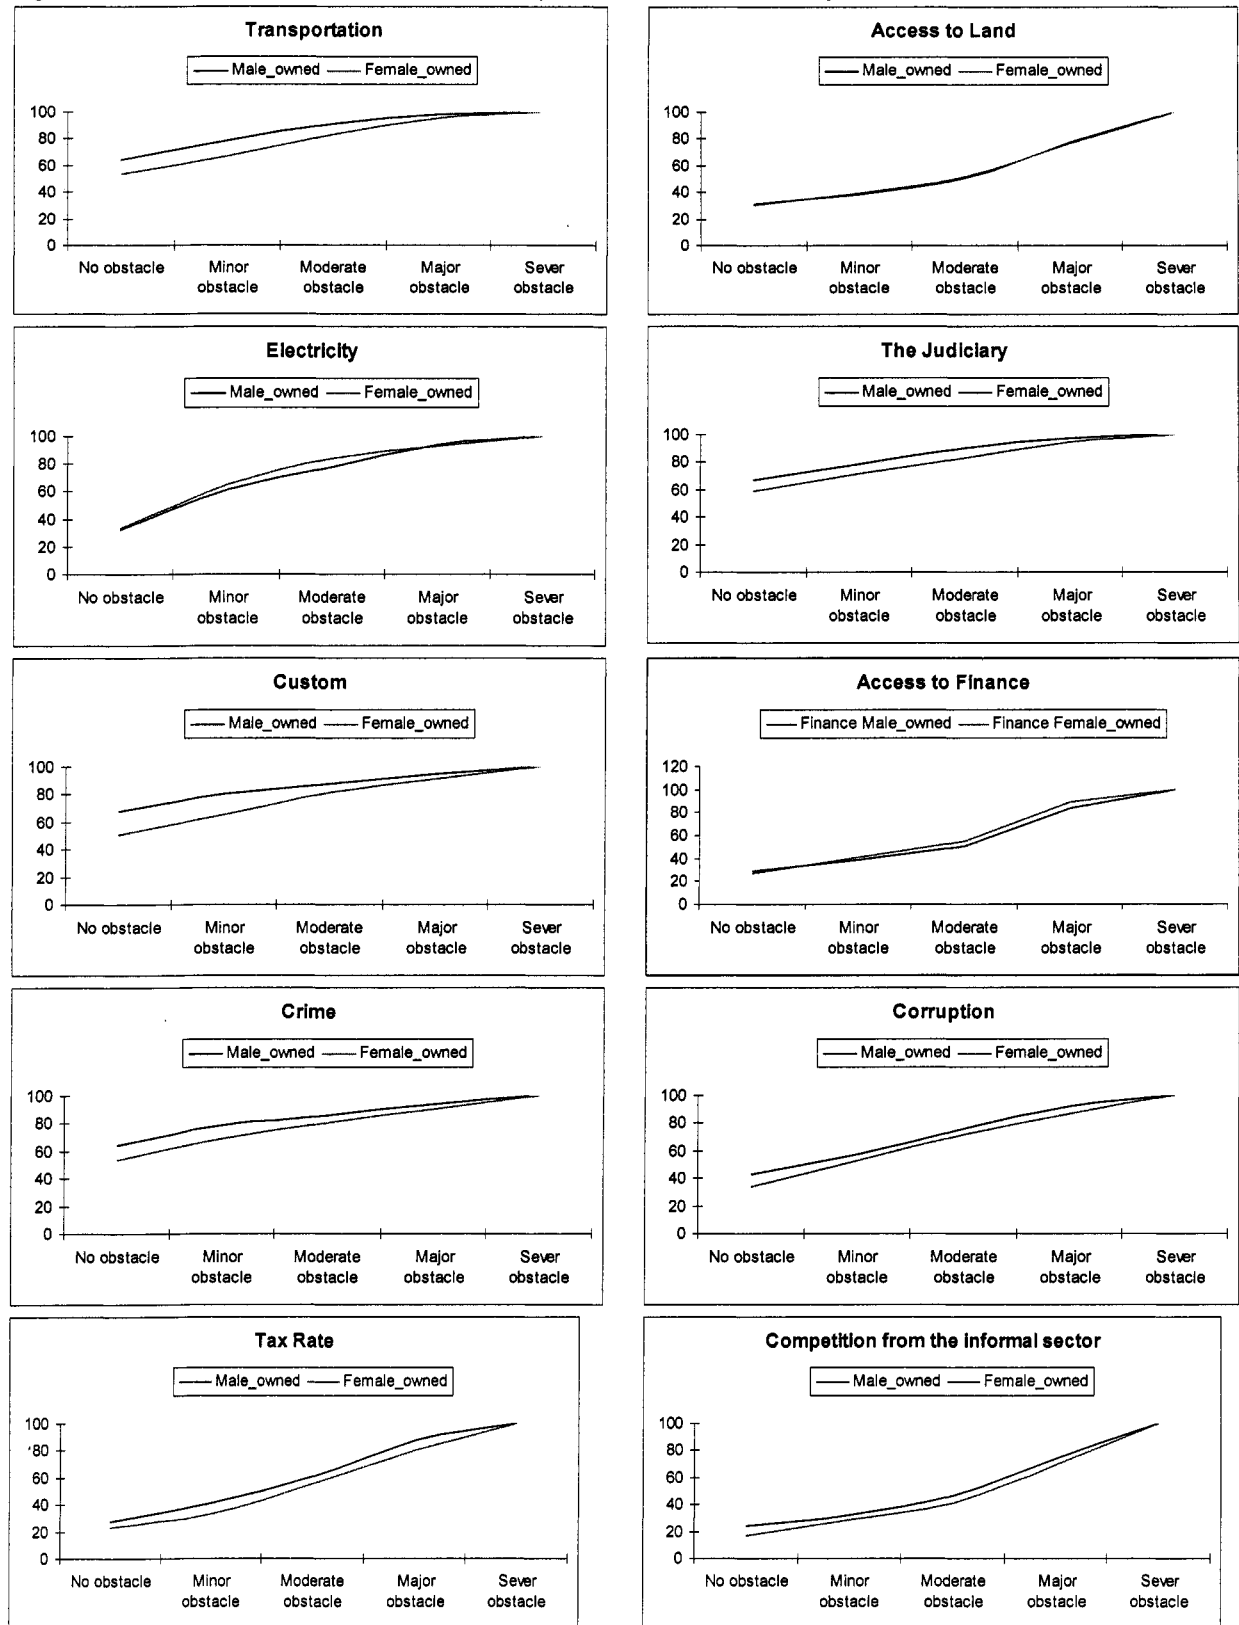 Transportation
Male_owned Female_owned
100
80
60
40
20
0
No obstacle Minor obstacle Moderate obstacle Major obstacle Sever obstacle
Access to Land
Male_owned Female_owned
100
80
60
40
20
0
No obstacle Minor obstacle Moderate obstacle Major obstacle Sever obstacle
Electricity
Male_owned Female_owned
100
80
60
40
20
0
No obstacle Minor obstacle Moderate obstacle Major obstacle Sever obstacle
The Judiciary
Male_owned Female_owned
100
80
60
40
20
0
No obstacle Minor obstacle Moderate obstacle Major obstacle Sever obstacle
Custom
Male_owned Female_owned
100
80
60
40
20
0
No obstacle Minor obstacle Moderate obstacle Major obstacle Sever obstacle
Access to Finance
Finance Male_owned Finance Female_owned
120
100
80
60
40
20
0
No obstacle Minor obstacle Moderate obstacle Major obstacle Sever obstacle
Crime
Male_owned Female_owned
100
80
60
40
20
0
No obstacle Minor obstacle Moderate obstacle Major obstacle Sever obstacle
Corruption
Male_owned Female_owned
100
80
60
40
20
0
No obstacle Minor obstacle Moderate obstacle Major obstacle Sever obstacle
Tax Rate
Male_owned Female_owned
100
80
60
40
20
0
No obstacle Minor obstacle Moderate obstacle Major obstacle Sever obstacle
Competition from the informal sector
Male_owned Female_owned
100
80
60
40
20
0
No obstacle Minor obstacle Moderate obstacle Major obstacle Sever obstacle